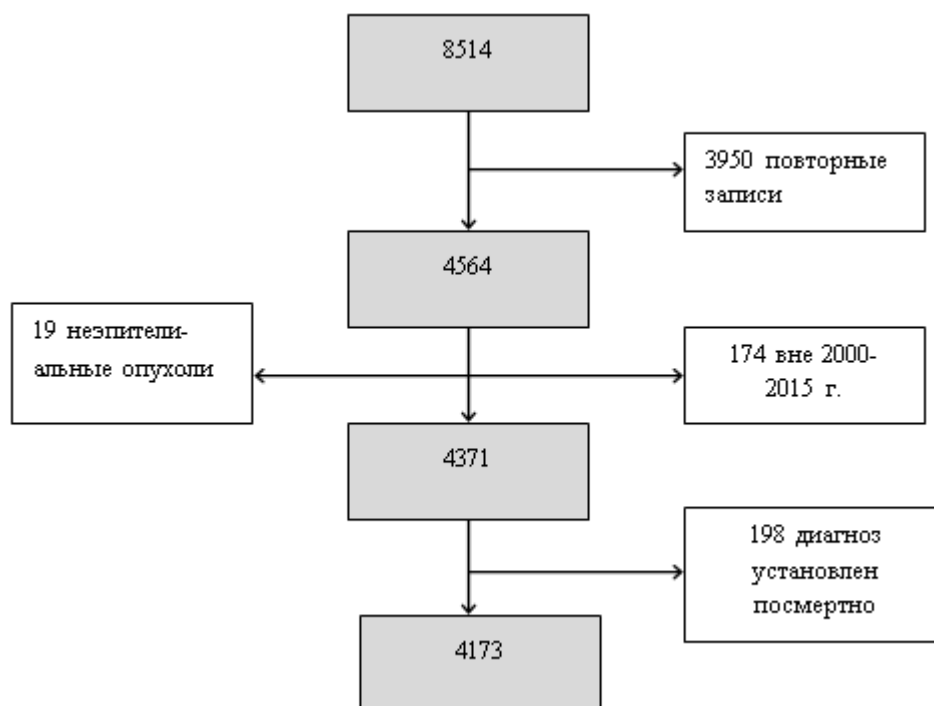 8514
3950 повторные
записи
4564
19 неэпители-
альные опухоли
174 вне 2000-
2015 г.
4371
198 диагноз
установлен
посмертно
4173